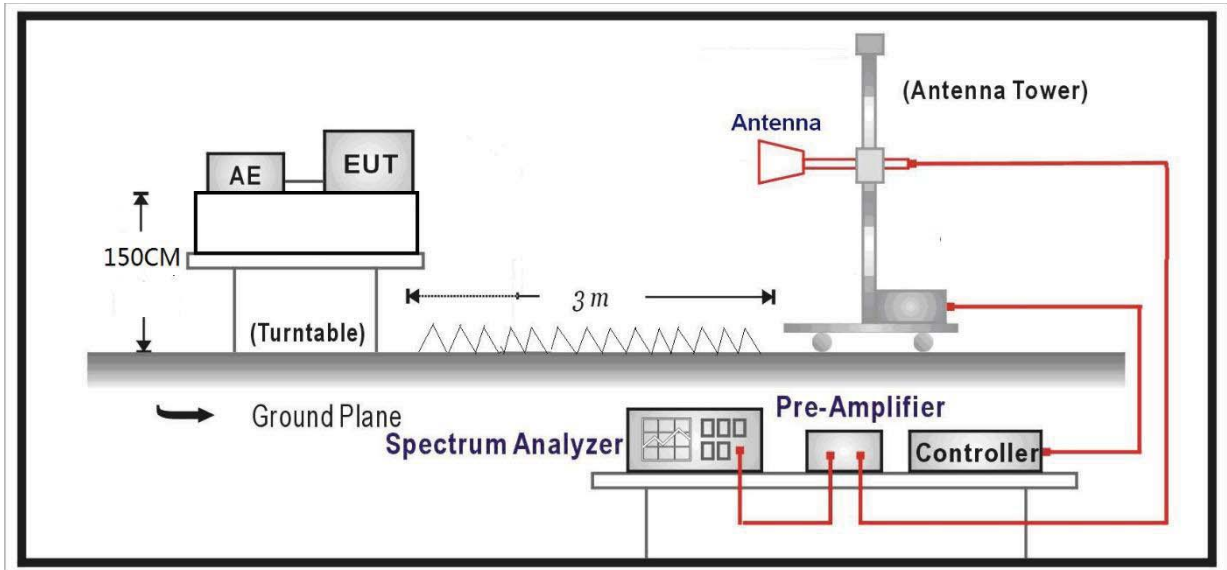 (Antenna Tower)
Antenna
EUT
AE
150CM
3 m
(Turntable)
Ground Plane
Pre-Amplifier
Spectrum Analyzer
Controller